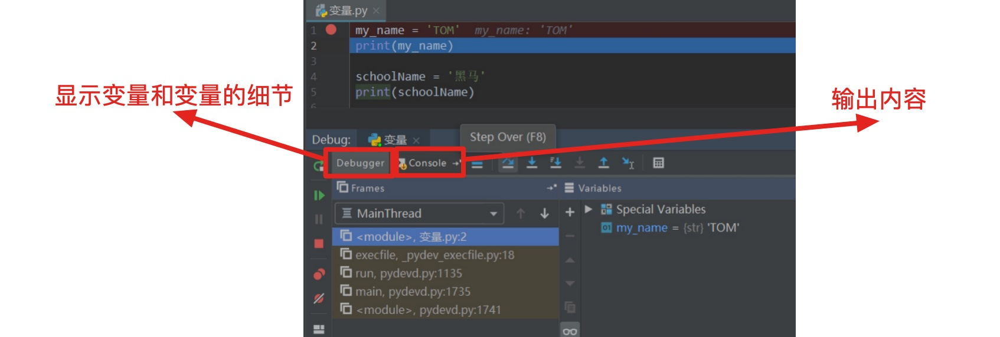 变量.py
1 my_name = 'TOM' my_name: 'TOM'
2 print(my_name)
3
4 schoolName = '黑马'
5 print(schoolName)
6
显示变量和变量的细节
输出内容
Debug: 变量
Step Over (F8)
Debugger Console
Frames
Variables
MainThread
Special Variables
<module>, 变量.py:2
my_name = {str} 'TOM'
execfile, _pydev_execfile.py:18
run, pydevd.py:1135
main, pydevd.py:1735
<module>, pydevd.py:1741